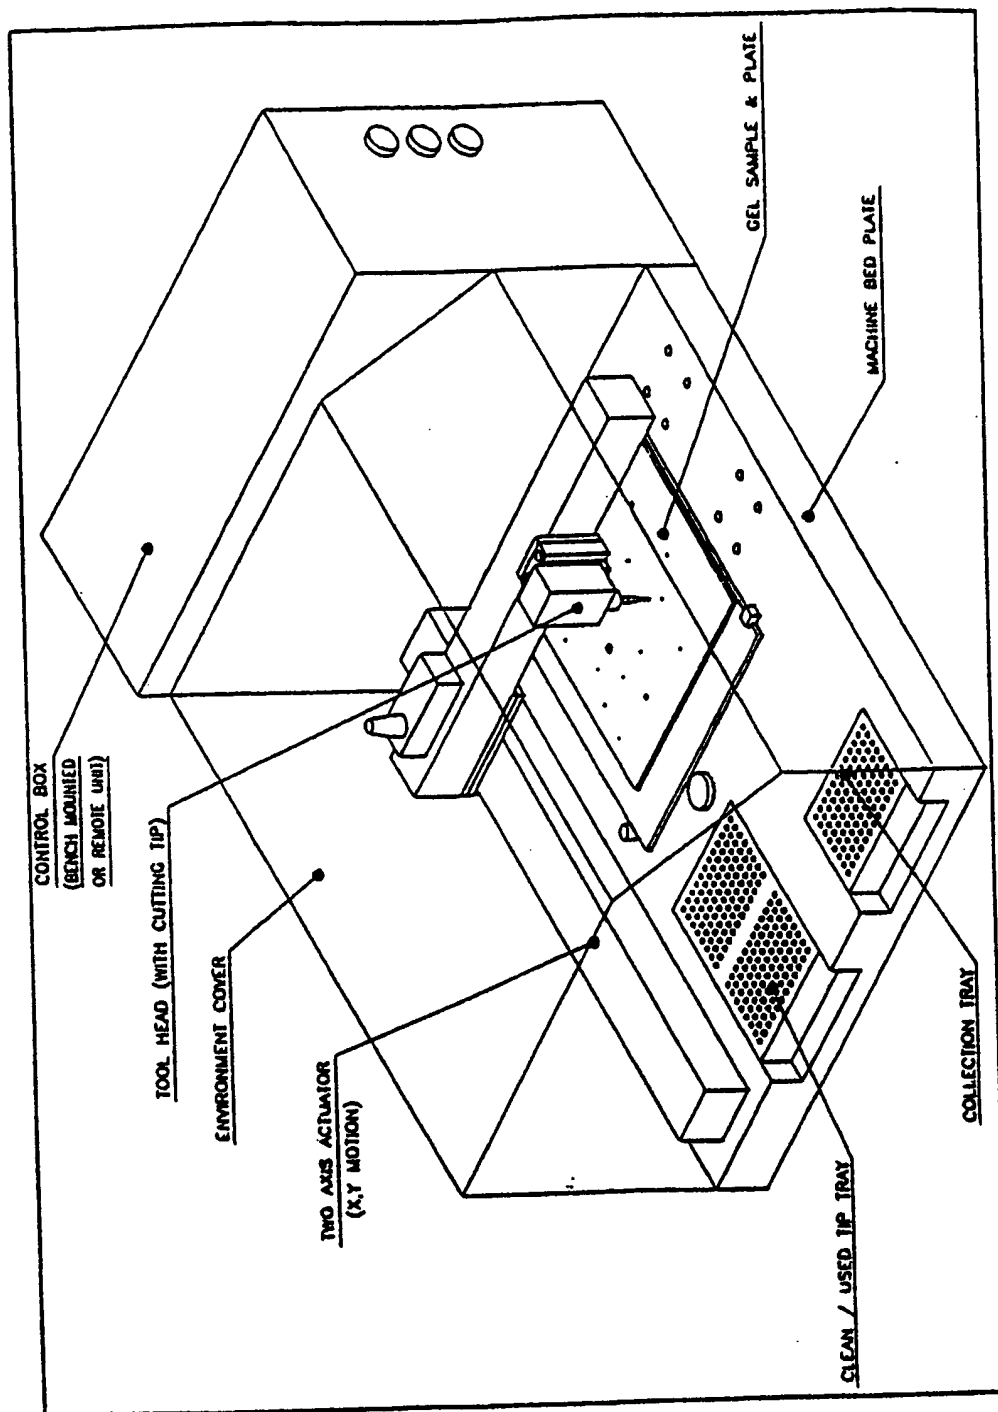 CONTROL BOX
(BENCH MOUNTED
OR REMOTE UNIT)
TOOL HEAD (WITH CUTTING TIP)
ENVIRONMENT COVER
TWO AXIS ACTUATOR
(X,Y MOTION)
CLEAN / USED TIP TRAY
COLLECTION TRAY
MACHINE BED PLATE
GEL SAMPLE & PLATE